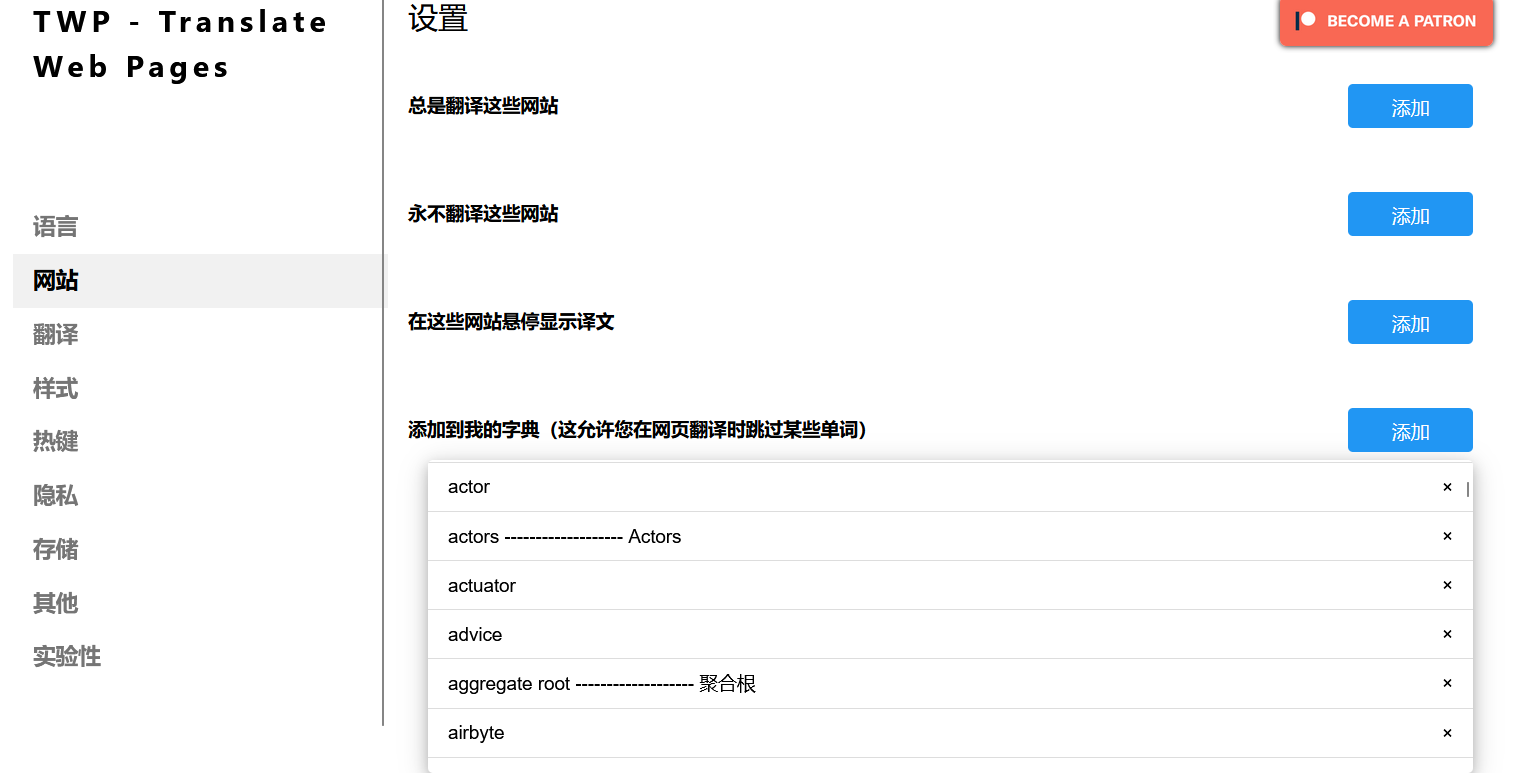 TWP - Translate
Web Pages
语言
网站
翻译
样式
热键
隐私
存储
其他
实验性
设置
BECOME A PATRON
总是翻译这些网站
添加
永不翻译这些网站
添加
在这些网站悬停显示译文
添加
添加到我的字典（这允许您在网页翻译时跳过某些单词）
添加
actor ×
actors ------------------- Actors ×
actuator ×
advice ×
aggregate root ------------------- 聚合根 ×
airbyte ×